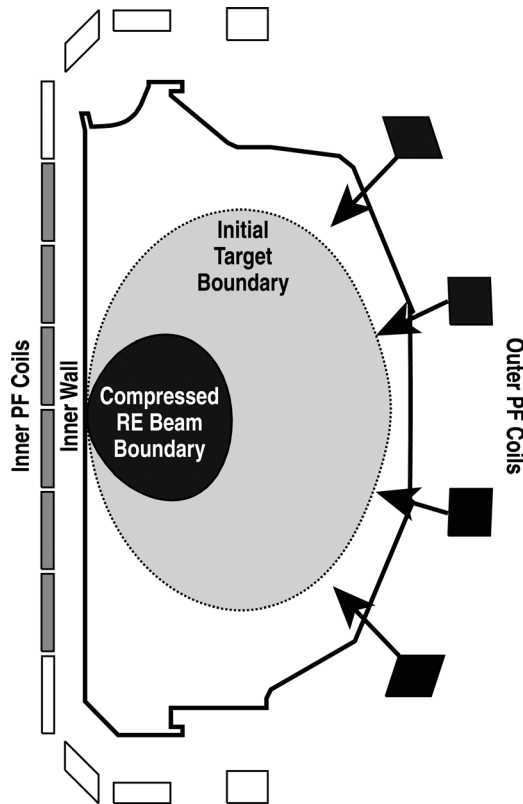 Initial
Target
Boundary
Compressed
RE Beam
Boundary
Inner PF Coils
Inner Wall
Outer PF Coils